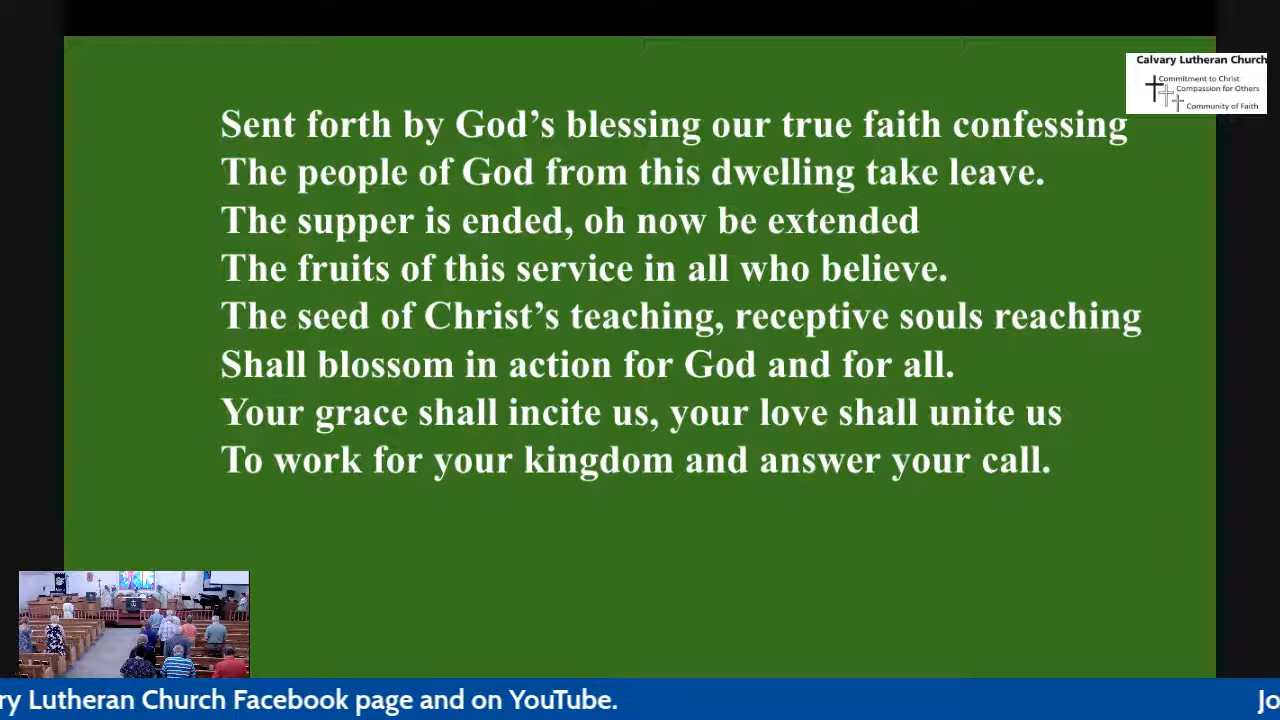 Calvary Lutheran Church
Commitment to Christ
Compassion for Others
Community of Faith
Sent forth by God’s blessing our true faith confessing
The people of God from this dwelling take leave.
The supper is ended, oh now be extended
The fruits of this service in all who believe.
The seed of Christ’s teaching, receptive souls reaching
Shall blossom in action for God and for all.
Your grace shall incite us, your love shall unite us
To work for your kingdom and answer your call.
ry Lutheran Church Facebook page and on YouTube. Jo